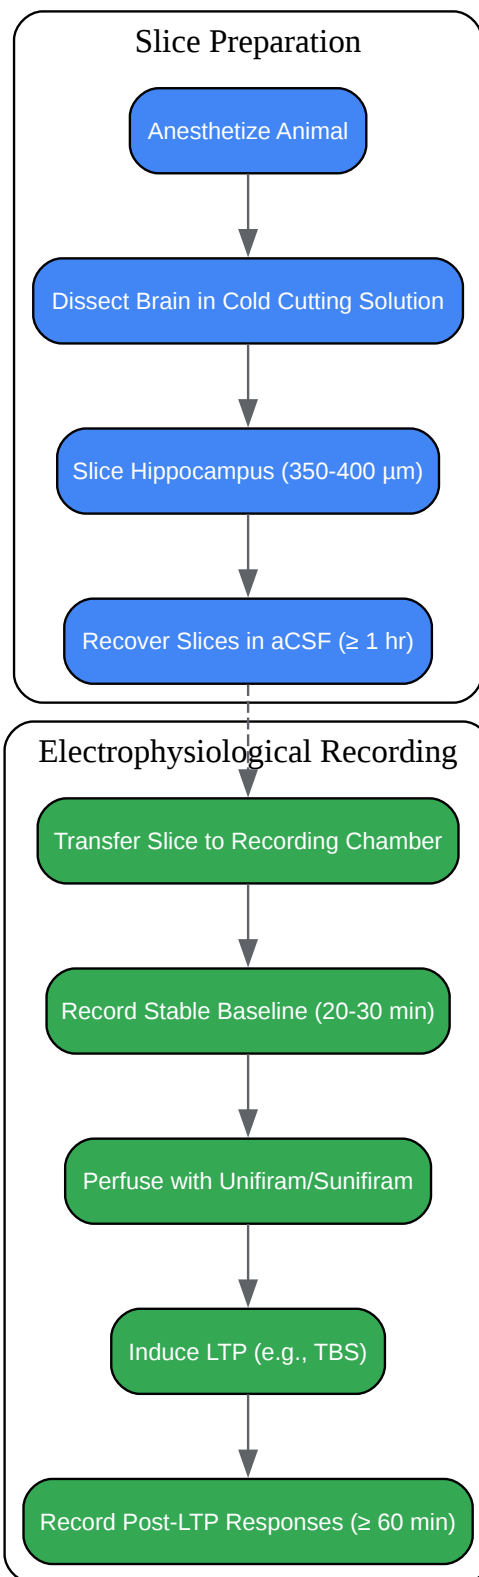 Slice Preparation
Anesthetize Animal
Dissect Brain in Cold Cutting Solution
Slice Hippocampus (350-400 µm)
Recover Slices in aCSF (≥ 1 hr)
Electrophysiological Recording
Transfer Slice to Recording Chamber
Record Stable Baseline (20-30 min)
Perfuse with Unifiram/Sunifiram
Induce LTP (e.g., TBS)
Record Post-LTP Responses (≥ 60 min)